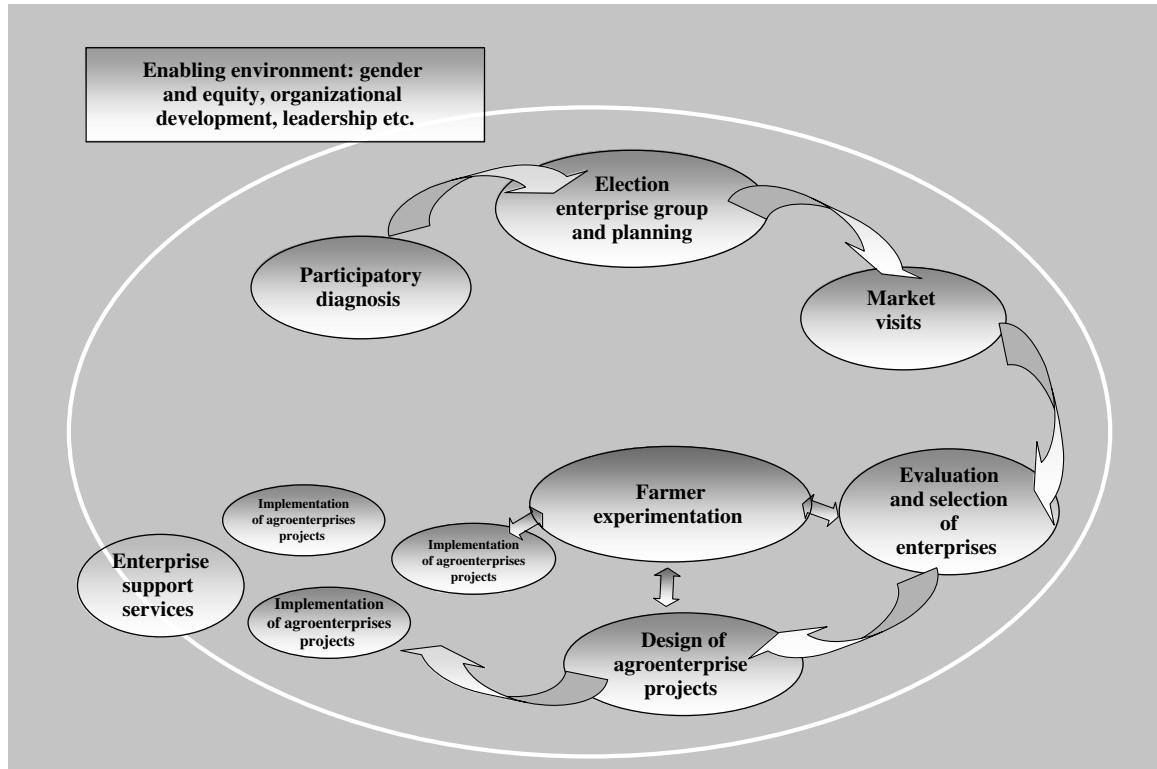 Enabling environment: gender
and equity, organizational
development, leadership etc.
Election
enterprise group
and planning
Participatory
diagnosis
Market
visits
Evaluation
and selection
of
enterprises
Farmer
experimentation
Implementation
of agroenterprises
projects
Implementation
of agroenterprises
projects
Enterprise
support
services
Implementation
of agroenterprises
projects
Design of
agroenterprise
projects